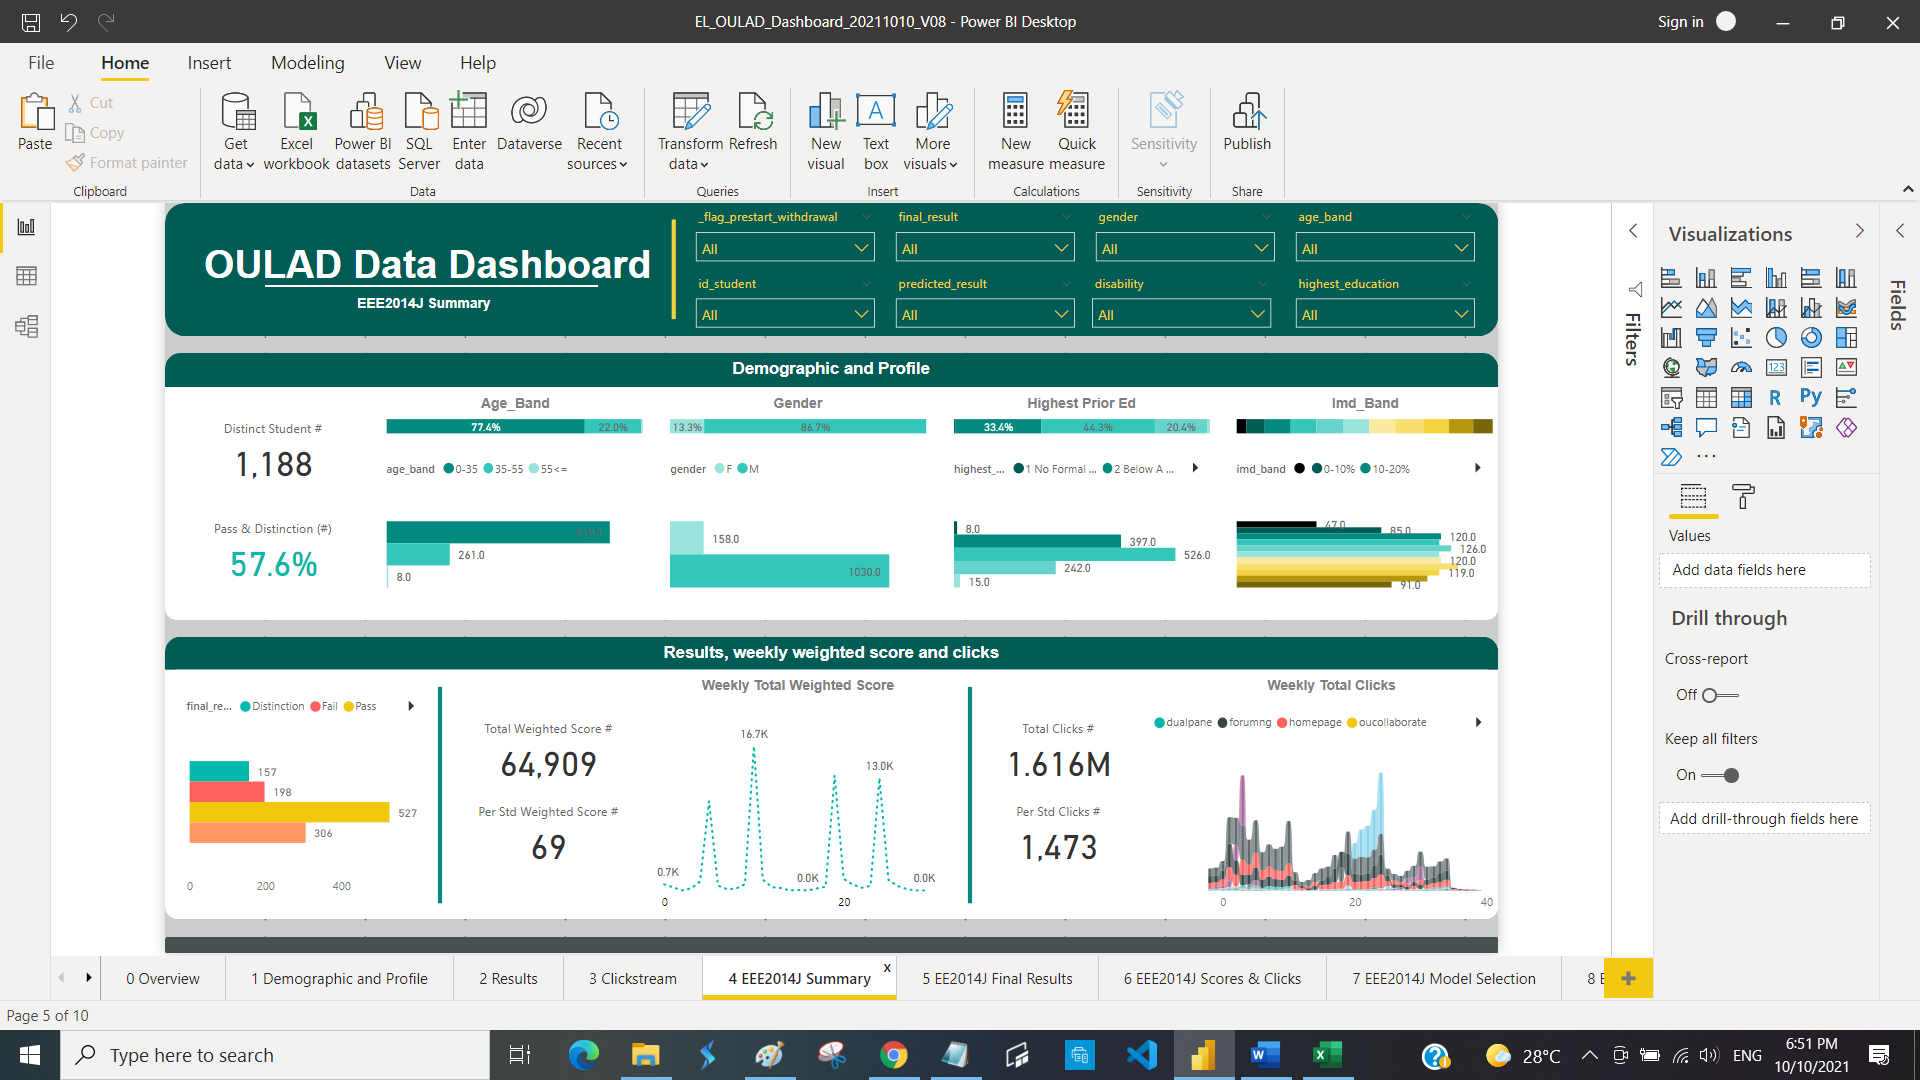 EL_OULAD_Dashboard_20211010_V08 - Power BI Desktop
Sign in
File Home Insert Modeling View Help
Paste
Cut
Copy
Format painter
Clipboard
Get data
Excel workbook
Power BI datasets
SQL Server
Enter data
Dataverse
Recent sources
Data
Transform data
Refresh
Queries
New visual
Text box
More visuals
Insert
New measure
Quick measure
Calculations
Sensitivity
Sensitivity
Publish
Share
OULAD Data Dashboard
EEE2014J Summary
_flag_prestart_withdrawal
All
final_result
All
gender
All
age_band
All
id_student
All
predicted_result
All
disability
All
highest_education
All
Demographic and Profile
Distinct Student #
1,188
Pass & Distinction (#)
57.6%
Age_Band
77.4% 22.0%
age_band 0-35 35-55 55<=
919.0
261.0
8.0
Gender
13.3% 86.7%
gender F M
158.0
1030.0
Highest Prior Ed
33.4% 44.3% 20.4%
highest_... 1 No Formal ... 2 Below A ...
8.0
397.0
526.0
242.0
15.0
Imd_Band
imd_band 0-10% 10-20%
47.0
85.0
120.0
126.0
120.0
119.0
91.0
Results, weekly weighted score and clicks
final_re... Distinction Fail Pass
157
198
527
306
0 200 400
Total Weighted Score #
64,909
Per Std Weighted Score #
69
Weekly Total Weighted Score
16.7K
13.0K
0.7K
0.0K
0.0K
0 20
Total Clicks #
1.616M
Per Std Clicks #
1,473
Weekly Total Clicks
dualpane forumng homepage oucollaborate
0 20 40
Filters
Visualizations
123
R
Py
...
Values
Add data fields here
Drill through
Cross-report
Off
Keep all filters
On
Add drill-through fields here
Fields
0 Overview
1 Demographic and Profile
2 Results
3 Clickstream
4 EEE2014J Summary
x
5 EE2014J Final Results
6 EEE2014J Scores & Clicks
7 EEE2014J Model Selection
8 E
+
Page 5 of 10
Type here to search
28°C
ENG
6:51 PM
10/10/2021